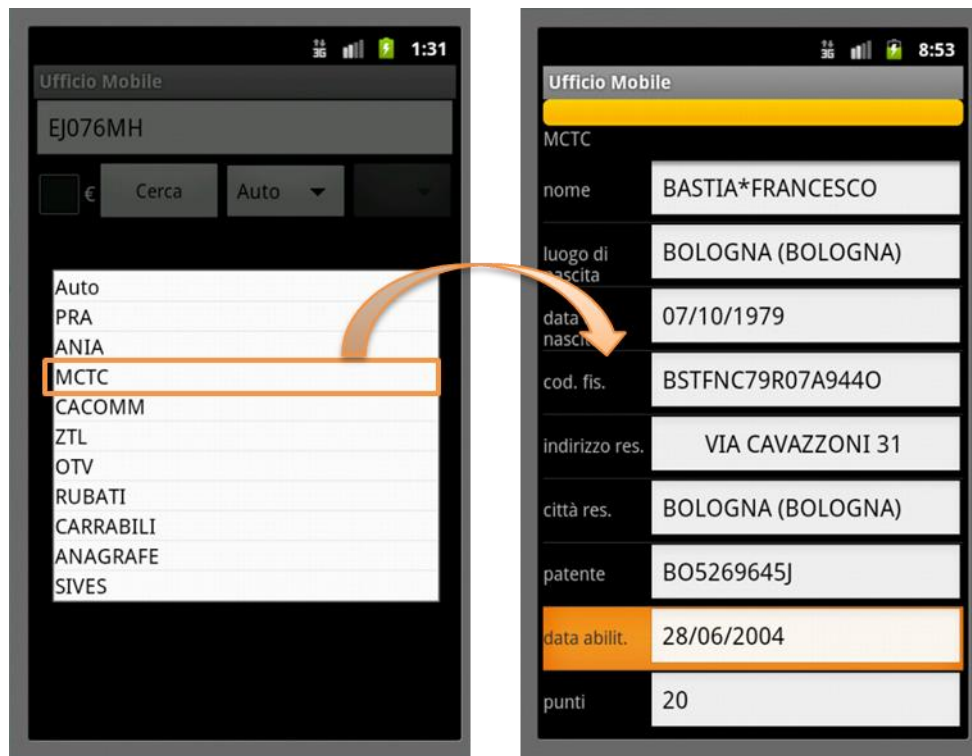 3G 1:31
Ufficio Mobile
EJ076MH
€ Cerca Auto
Auto
PRA
ANIA
MCTC
CACOMM
ZTL
OTV
RUBATI
CARRABILI
ANAGRAFE
SIVES
3G 8:53
Ufficio Mobile
MCTC
nome BASTIA*FRANCESCO
luogo di nascita BOLOGNA (BOLOGNA)
data nascita 07/10/1979
cod. fis. BSTFNC79R07A944O
indirizzo res. VIA CAVAZZONI 31
città res. BOLOGNA (BOLOGNA)
patente BO5269645J
data abilit. 28/06/2004
punti 20